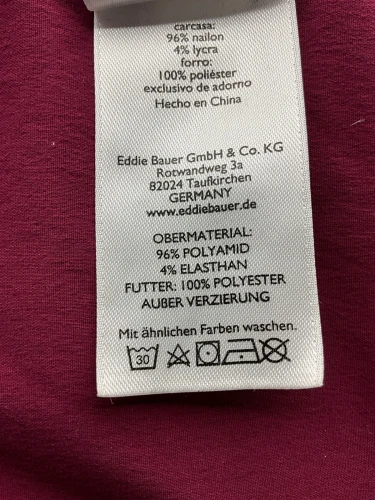 carcasa:
96% nailon
4% lycra
forro:
100% poliéster
exclusivo de adorno
Hecho en China
Eddie Bauer GmbH & Co. KG
Rotwandweg 3a
82024 Taufkirchen
GERMANY
www.eddiebauer.de
OBERMATERIAL:
96% POLYAMID
4% ELASTHAN
FUTTER: 100% POLYESTER
AUßER VERZIERUNG
Mit ähnlichen Farben waschen.
30